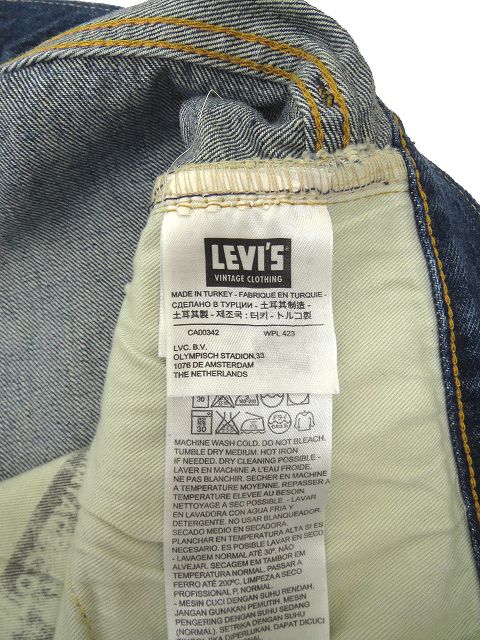 LEVI'S
VINTAGE CLOTHING
MADE IN TURKEY - FABRIQUÉ EN TURQUIE -
СДЕЛАНО В ТУРЦИИ - 土耳其制造 -
土耳其製 - 제조국 : 터키 - トルコ製
CA00342 WPL 423
LVC. B.V.
OLYMPISCH STADION,33
1076 DE AMSTERDAM
THE NETHERLANDS
30
30
MACHINE WASH COLD. DO NOT BLEACH.
TUMBLE DRY MEDIUM. HOT IRON
IF NEEDED. DRY CLEANING POSSIBLE -
LAVER EN MACHINE A L'EAU FROIDE.
NE PAS BLANCHIR. SECHER EN MACHINE
A TEMPERATURE MOYENNE. REPASSER A
TEMPERATURE ELEVEE AU BESOIN.
NETTOYAGE A SEC POSSIBLE - LAVAR
EN LAVADORA CON AGUA FRIA Y
DETERGENTE. NO USAR BLANQUEADOR.
SECADO MEDIO EN SECADORA.
PLANCHAR EN TEMPERATURA ALTA SI ES
NECESARIO. ES POSIBLE LAVADO EN SECO
- LAVAGEM NORMAL ATÉ 30º. NÃO
ALVEJAR. SECAGEM EM TAMBOR EM
TEMPERATURA NORMAL. PASSAR A
FERRO ATÉ 200ºC. LIMPEZA A SECO
P/NORMAL
- MESIN CUCI DENGAN SUHU RENDAH.
JANGAN GUNAKAN PEMUTIH. MESIN
PENGERING DENGAN SUHU SEDANG
(NORMAL). SETRIKA DENGAN SUHU
DIPERLUKAN. DAPAT DICUCI